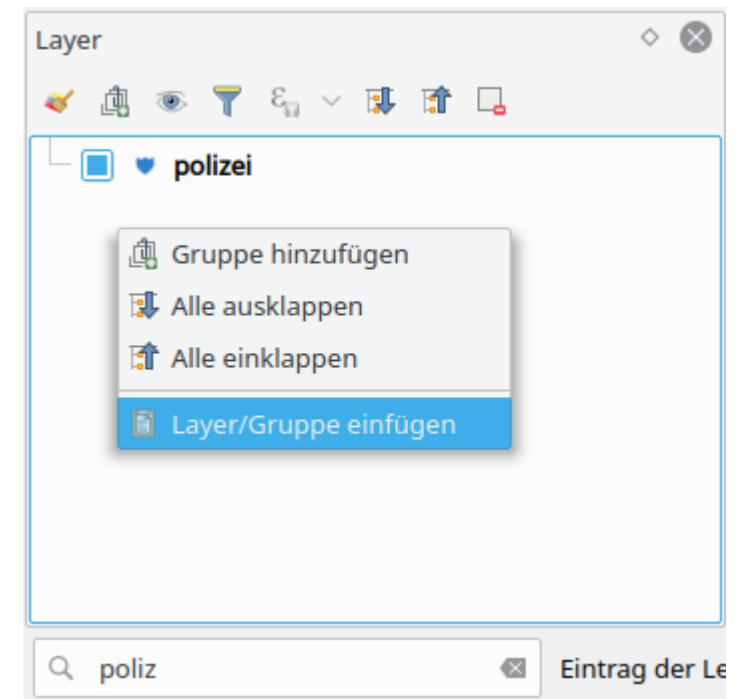 Layer
polizei
Gruppe hinzufügen
Alle ausklappen
Alle einklappen
Layer/Gruppe einfügen
poliz
Eintrag der Le